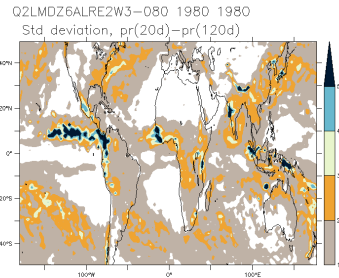 Q2LMDZ6ALRE2W3-080 1980 1980
Std deviation, pr(20d)-pr(120d)
40°N
20°N
0°
20°S
40°S
100°W
0°
100°E
5
4
3
2
1